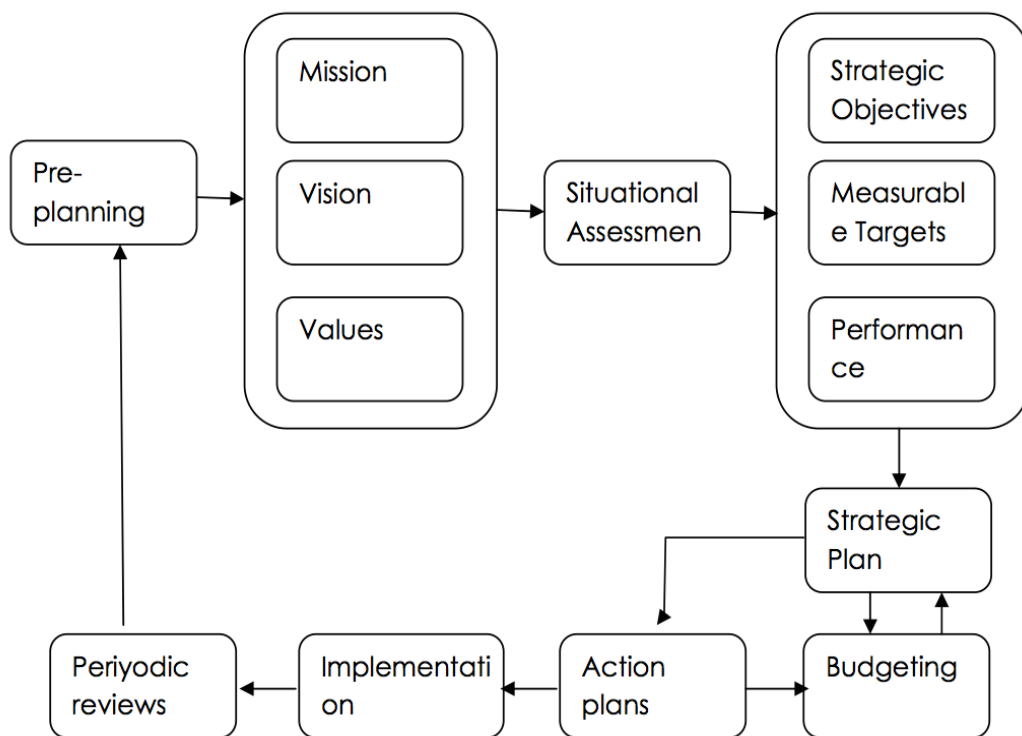 Pre-
planning
Mission
Vision
Values
Situational
Assessmen
Strategic
Objectives
Measurabl
e Targets
Performan
ce
Strategic
Plan
Budgeting
Action
plans
Implementati
on
Periyodic
reviews